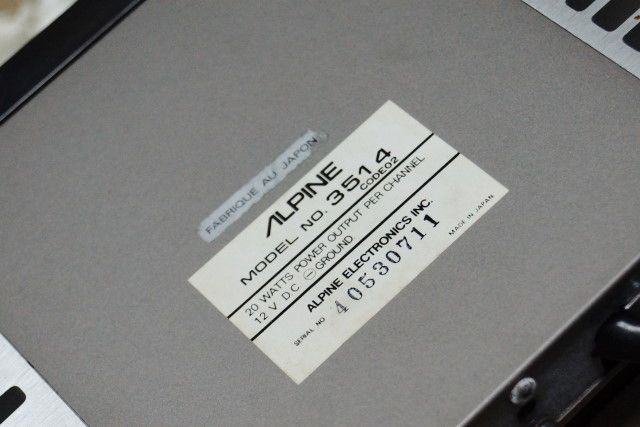 FABRIQUE AU JAPON
ALPINE
MODEL NO. 3514
CODE02
20 WATTS POWER OUTPUT PER CHANNEL
12 V DC ⊖ GROUND
ALPINE ELECTRONICS INC.
SERIAL NO 40530711
MADE IN JAPAN